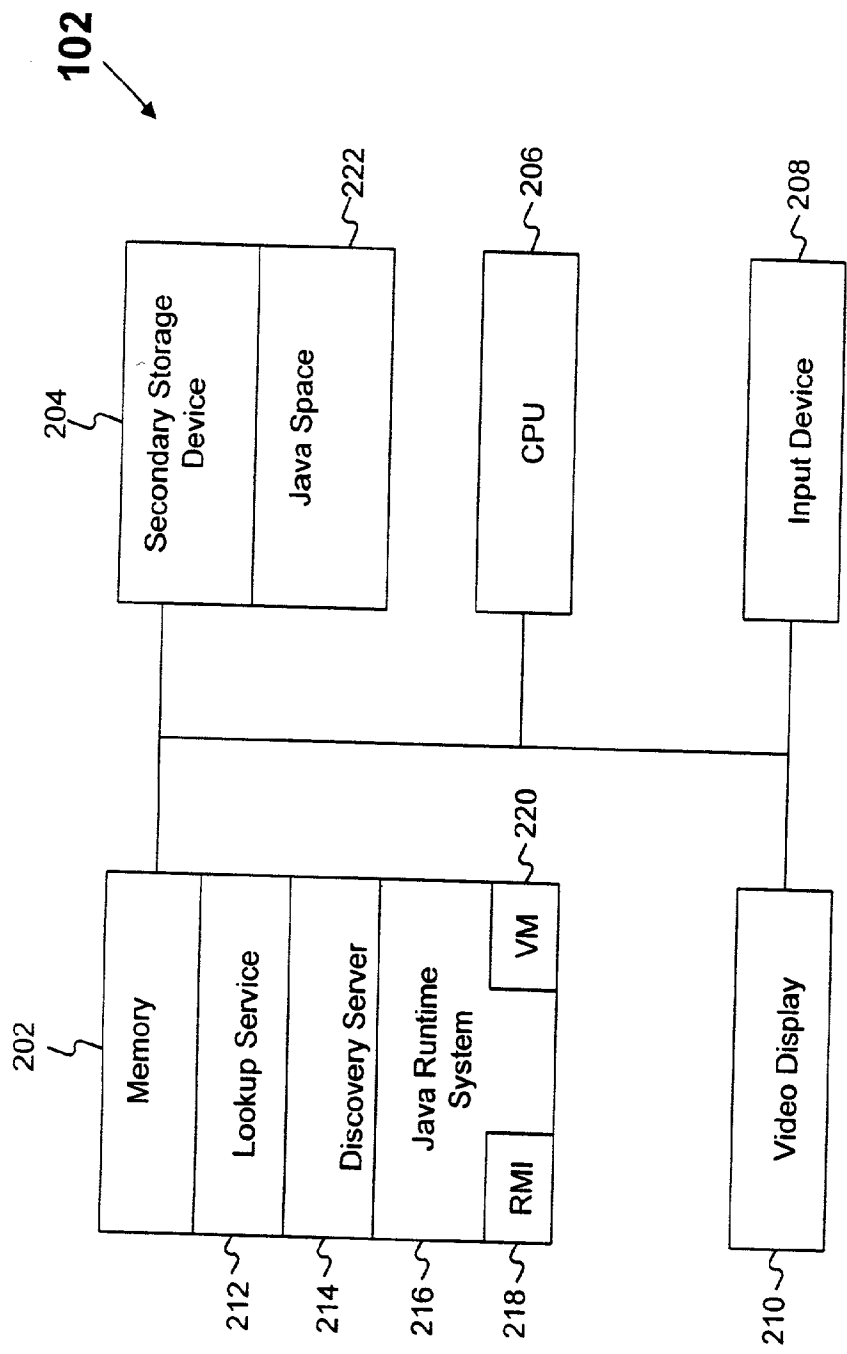 102
202
Memory
Lookup Service
212
Discovery Server
214
Java Runtime
System
216
RMI
218
VM
220
204
Secondary Storage
Device
Java Space
222
CPU
206
Video Display
210
Input Device
208